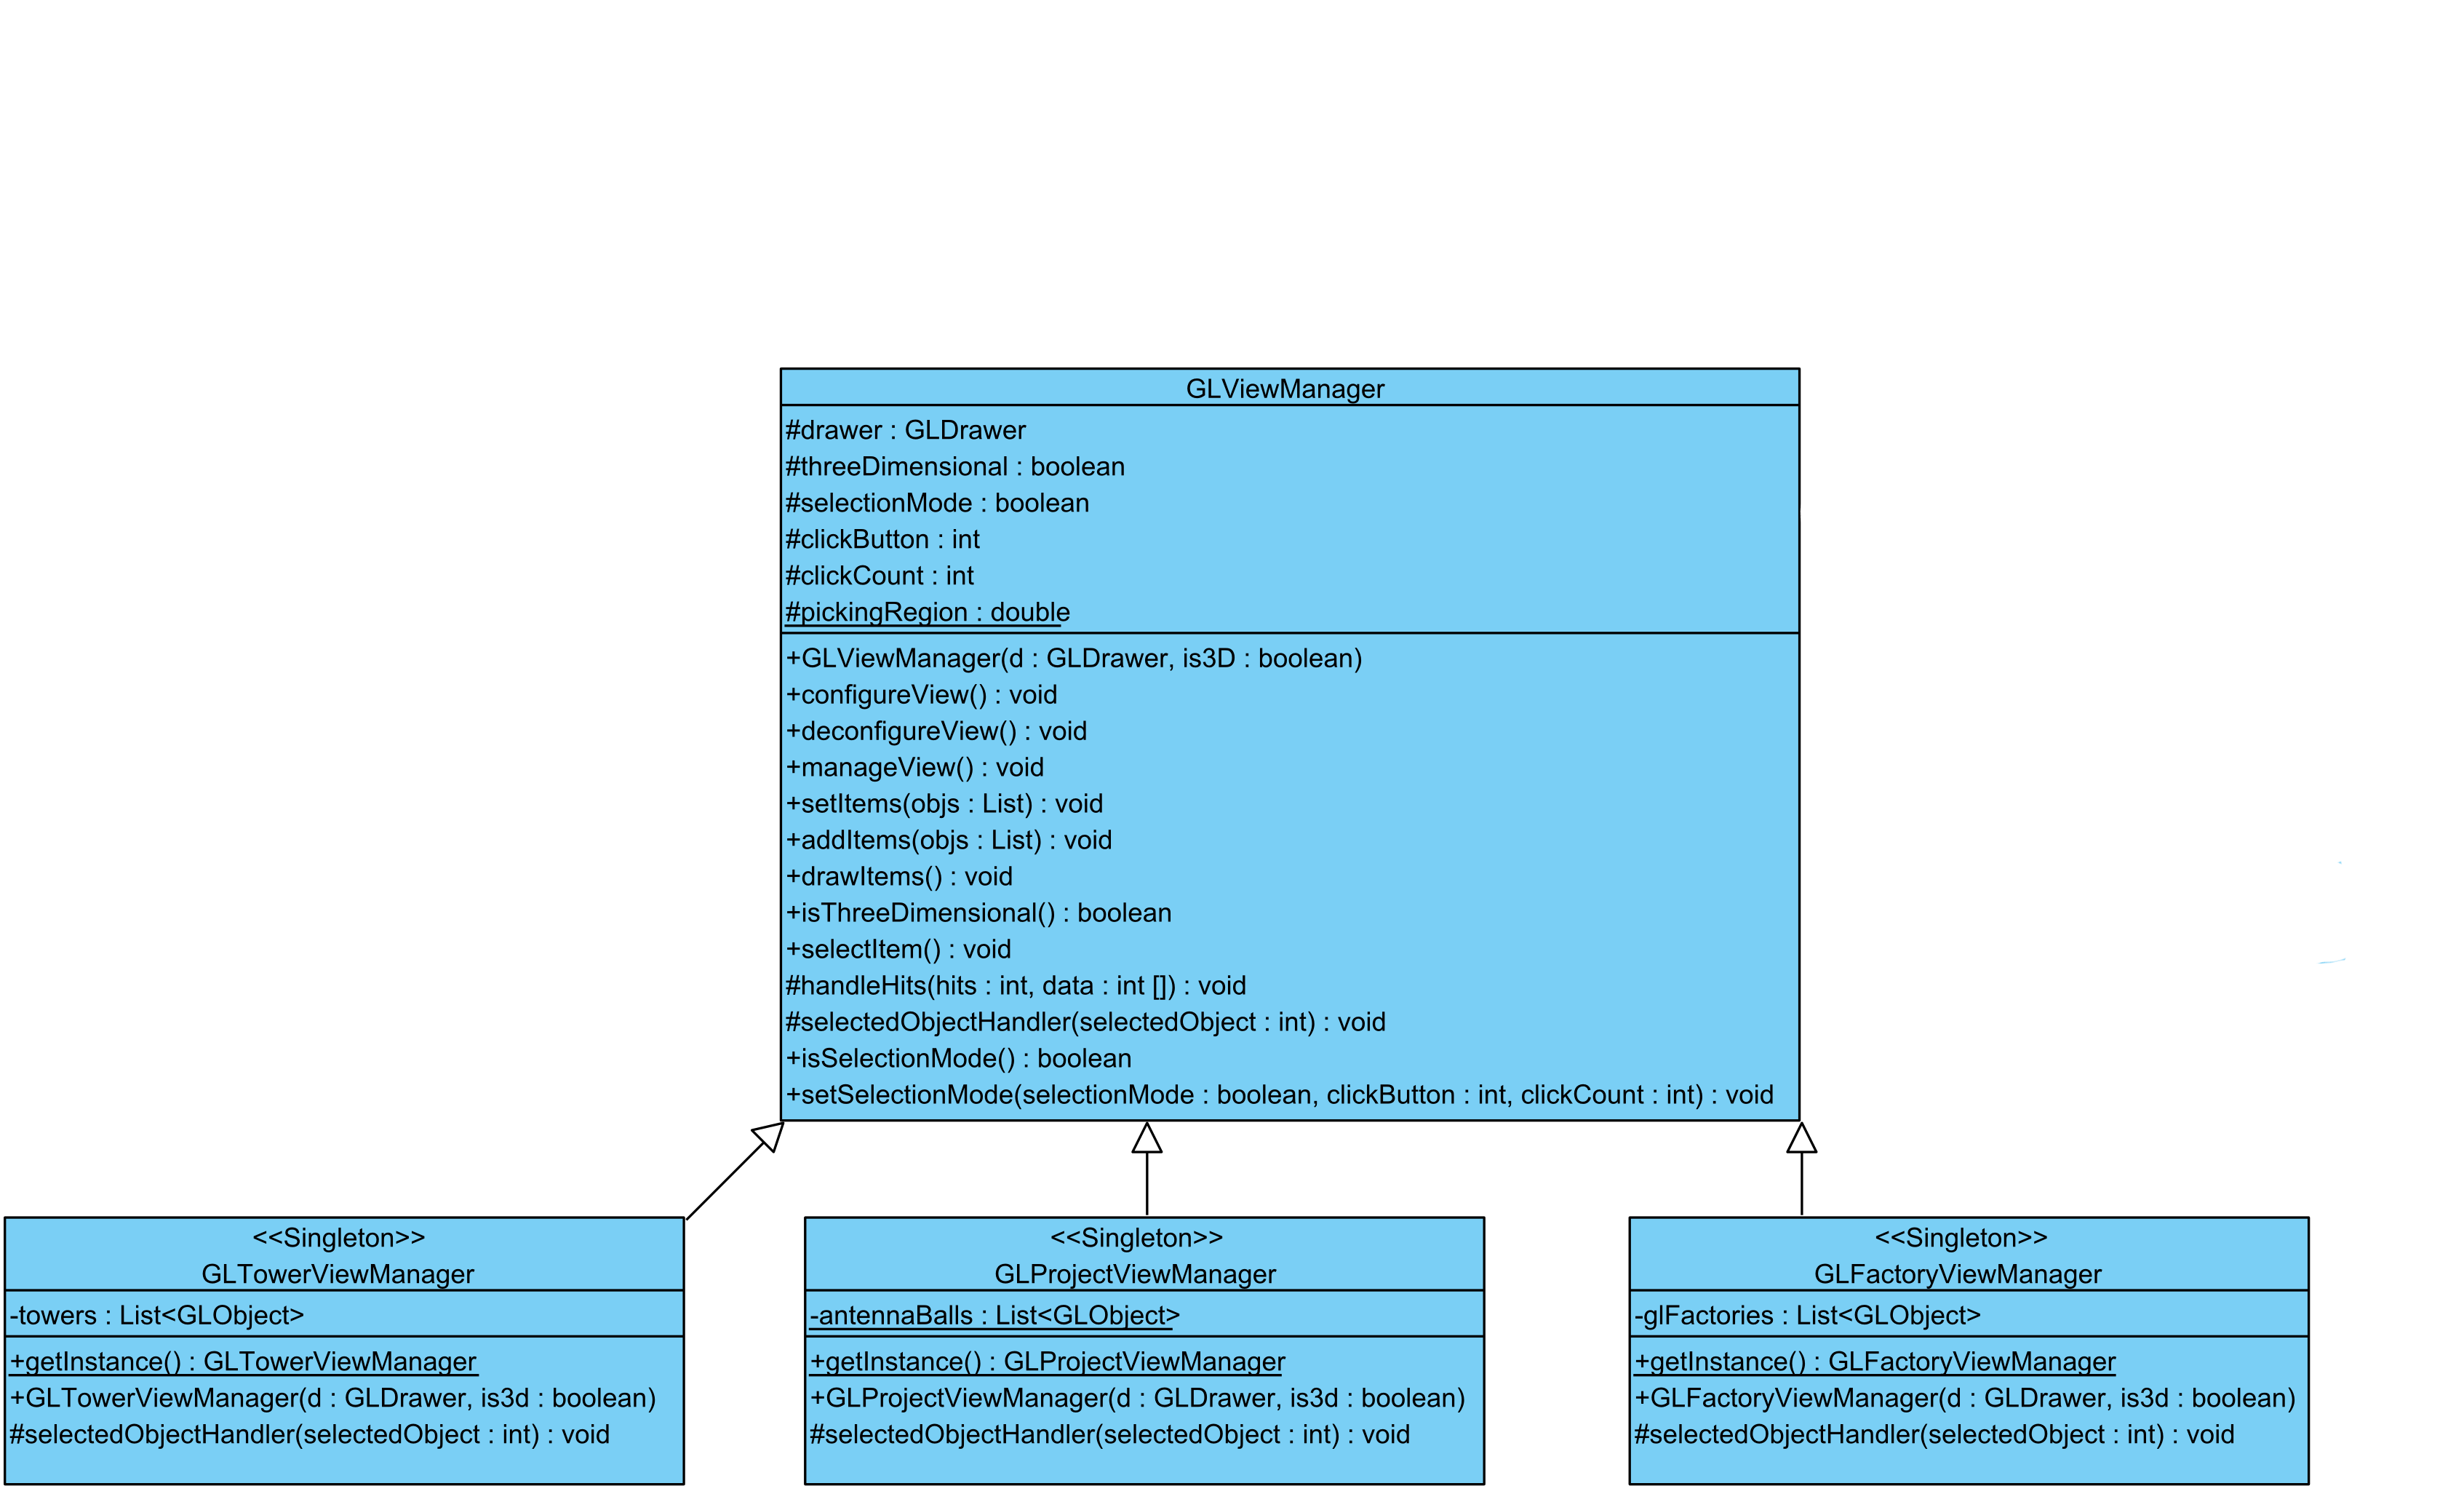 GLViewManager
#drawer : GLDrawer
#threeDimensional : boolean
#selectionMode : boolean
#clickButton : int
#clickCount : int
#pickingRegion : double
+GLViewManager(d : GLDrawer, is3D : boolean)
+configureView() : void
+deconfigureView() : void
+manageView() : void
+setItems(objs : List) : void
+addItems(objs : List) : void
+drawItems() : void
+isThreeDimensional() : boolean
+selectItem() : void
#handleHits(hits : int, data : int []) : void
#selectedObjectHandler(selectedObject : int) : void
+isSelectionMode() : boolean
+setSelectionMode(selectionMode : boolean, clickButton : int, clickCount : int) : void
<<Singleton>>
GLTowerViewManager
-towers : List<GLObject>
+getInstance() : GLTowerViewManager
+GLTowerViewManager(d : GLDrawer, is3d : boolean)
#selectedObjectHandler(selectedObject : int) : void
<<Singleton>>
GLProjectViewManager
-antennaBalls : List<GLObject>
+getInstance() : GLProjectViewManager
+GLProjectViewManager(d : GLDrawer, is3d : boolean)
#selectedObjectHandler(selectedObject : int) : void
<<Singleton>>
GLFactoryViewManager
-glFactories : List<GLObject>
+getInstance() : GLFactoryViewManager
+GLFactoryViewManager(d : GLDrawer, is3d : boolean)
#selectedObjectHandler(selectedObject : int) : void